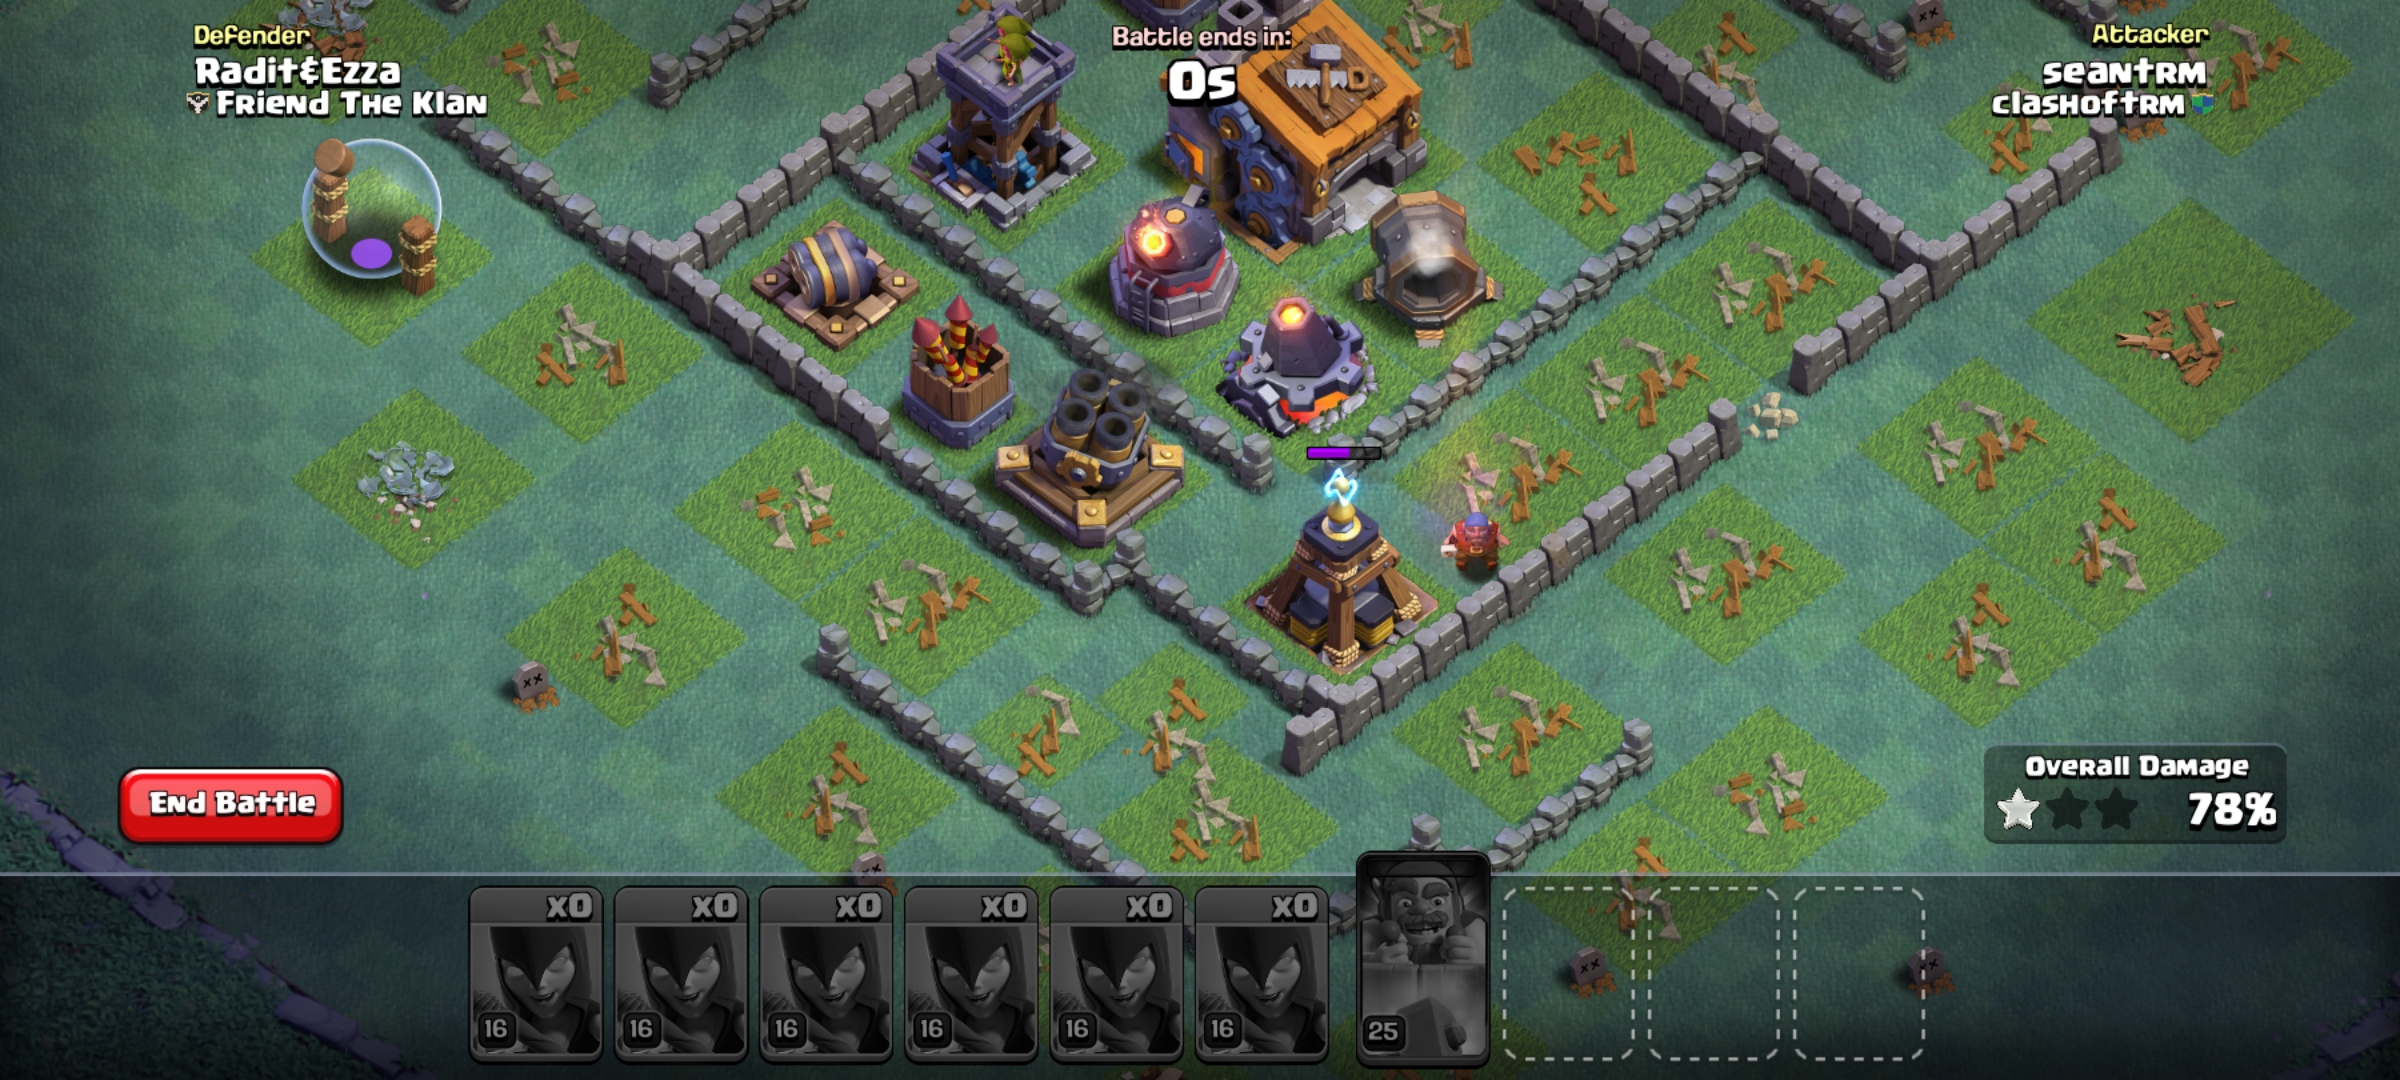 Defender
Radit&Ezza
Friend The Klan
Battle ends in:
0s
Attacker
seantRM
clashoftRM
End Battle
Overall Damage
78%
x0
x0
x0
x0
x0
x0
16
16
16
16
16
16
25